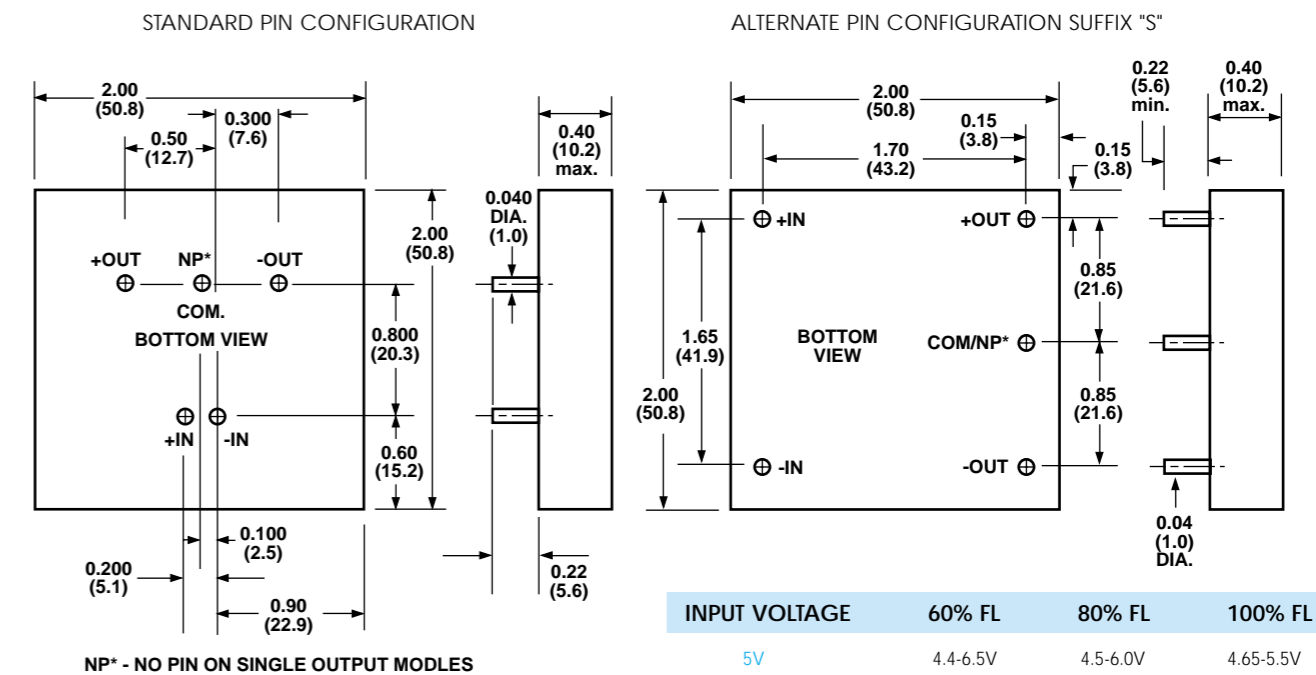 STANDARD PIN CONFIGURATION
2.00
(50.8)
0.50
(12.7)
0.300
(7.6)
0.40
(10.2)
max.
0.040
DIA.
(1.0)
2.00
(50.8)
+OUT NP* -OUT
COM.
BOTTOM VIEW
0.800
(20.3)
+IN -IN
0.60
(15.2)
0.100
(2.5)
0.200
(5.1)
0.90
(22.9)
0.22
(5.6)
NP* - NO PIN ON SINGLE OUTPUT MODLES
ALTERNATE PIN CONFIGURATION SUFFIX "S"
2.00
(50.8)
0.15
(3.8)
1.70
(43.2)
0.15
(3.8)
0.22
(5.6)
min.
0.40
(10.2)
max.
+IN +OUT
0.85
(21.6)
1.65
(41.9)
BOTTOM
VIEW
COM/NP*
2.00
(50.8)
0.85
(21.6)
-IN -OUT
0.04
(1.0)
DIA.
INPUT VOLTAGE 60% FL 80% FL 100% FL
5V 4.4-6.5V 4.5-6.0V 4.65-5.5V